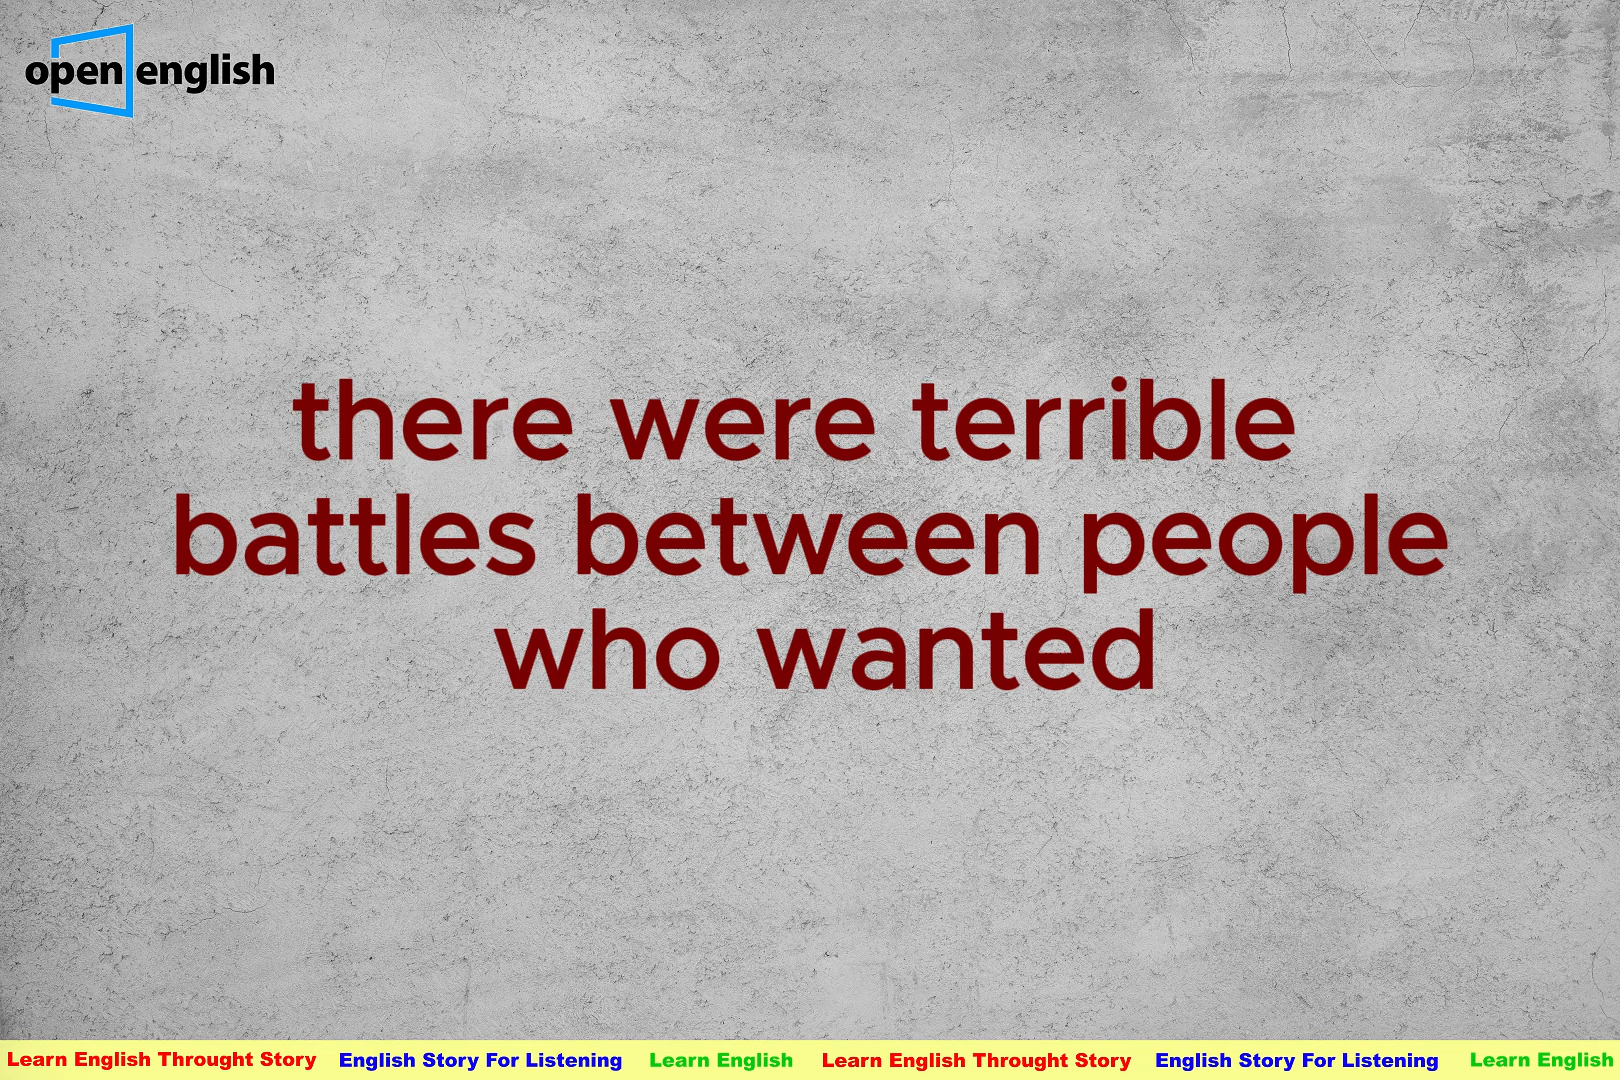 open english
there were terrible
battles between people
who wanted
Learn English Throught Story English Story For Listening Learn English Learn English Throught Story English Story For Listening Learn English